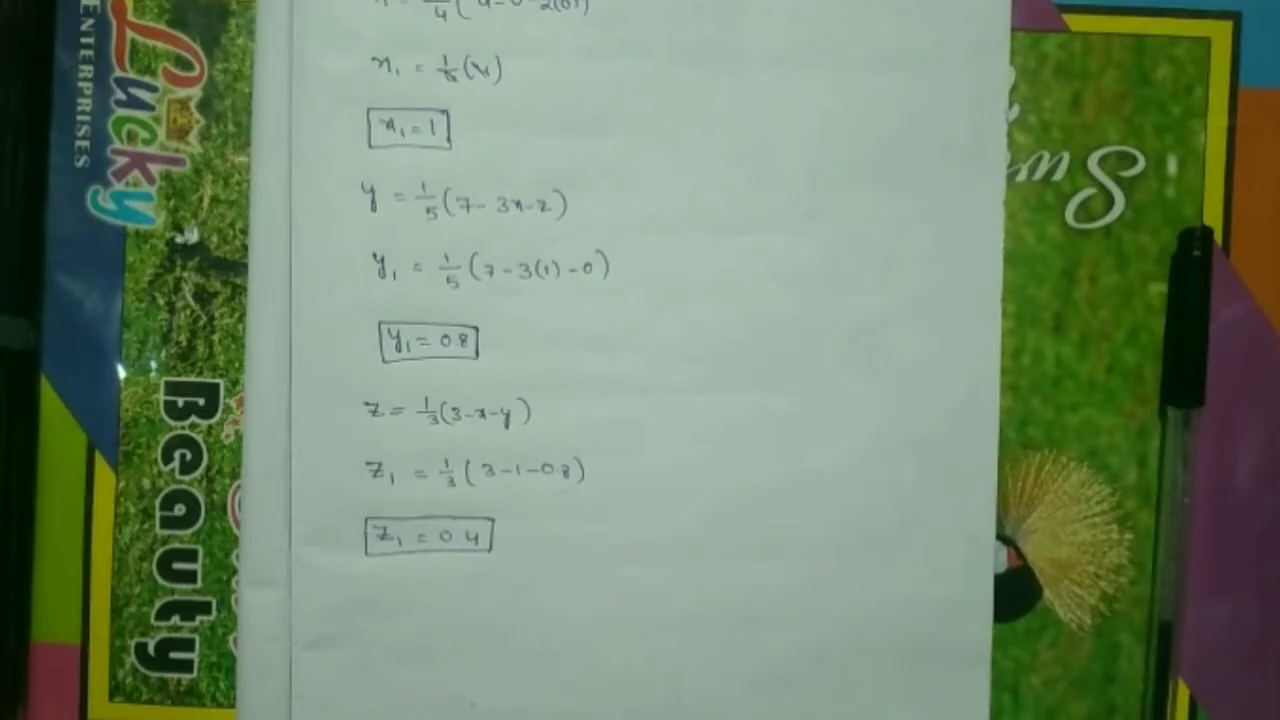 x₁ = 1/4 (4)
x₁ = 1
y = 1/5 (7 - 3x - z)
y₁ = 1/5 (7 - 3(1) - 0)
y₁ = 0.8
z = 1/3 (3 - x - y)
z₁ = 1/3 (3 - 1 - 0.8)
z₁ = 0.4
Lucky
ENTERPRISES
Beauty